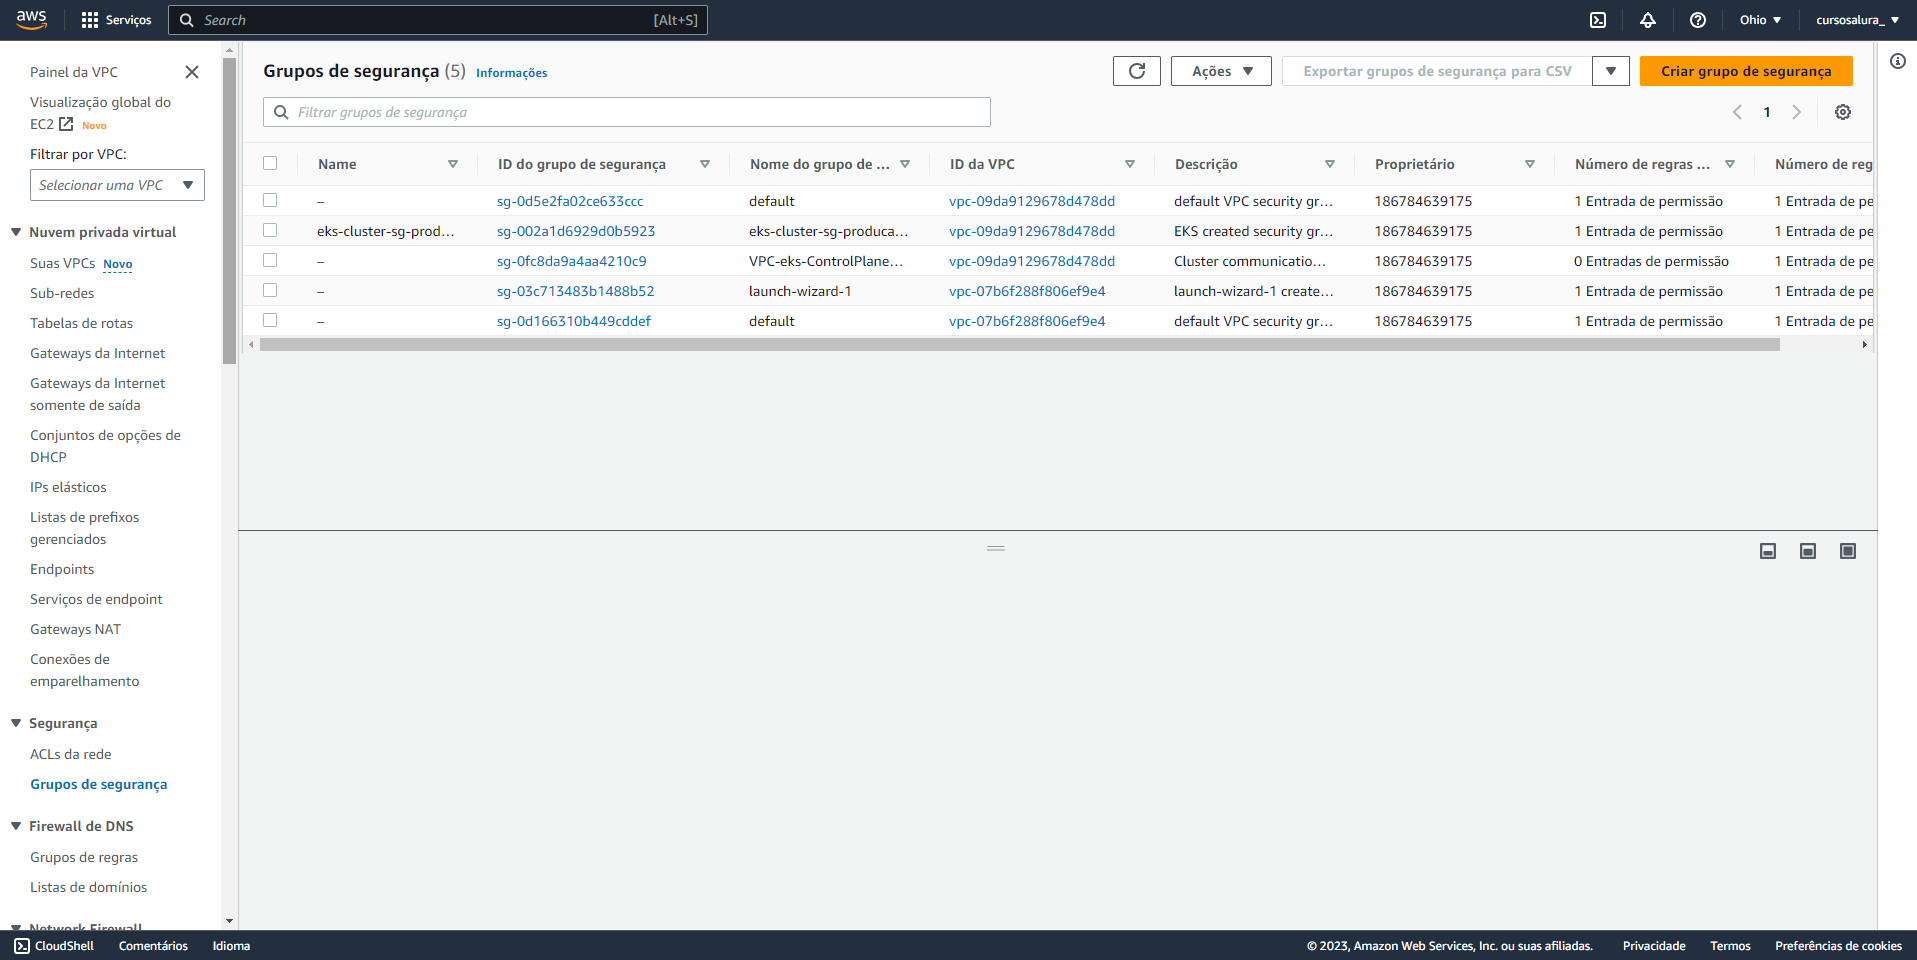 aws Serviços Search [Alt+S] Ohio cursosalura_
Painel da VPC
Visualização global do
EC2 Novo
Filtrar por VPC:
Selecionar uma VPC
Nuvem privada virtual
Suas VPCs Novo
Sub-redes
Tabelas de rotas
Gateways da Internet
Gateways da Internet
somente de saída
Conjuntos de opções de
DHCP
IPs elásticos
Listas de prefixos
gerenciados
Endpoints
Serviços de endpoint
Gateways NAT
Conexões de
emparelhamento
Segurança
ACLs da rede
Grupos de segurança
Firewall de DNS
Grupos de regras
Listas de domínios
Network Firewall
Grupos de segurança (5) Informações
Ações Exportar grupos de segurança para CSV Criar grupo de segurança
Filtrar grupos de segurança 1
Name ID do grupo de segurança Nome do grupo de ... ID da VPC Descrição Proprietário Número de regras ... Número de reg
– sg-0d5e2fa02ce633ccc default vpc-09da9129678d478dd default VPC security gr... 186784639175 1 Entrada de permissão 1 Entrada de pe
eks-cluster-sg-prod... sg-002a1d6929d0b5923 eks-cluster-sg-produca... vpc-09da9129678d478dd EKS created security gr... 186784639175 1 Entrada de permissão 1 Entrada de pe
– sg-0fc8da9a4aa4210c9 VPC-eks-ControlPlane... vpc-09da9129678d478dd Cluster communicatio... 186784639175 0 Entradas de permissão 1 Entrada de pe
– sg-03c713483b1488b52 launch-wizard-1 vpc-07b6f288f806ef9e4 launch-wizard-1 create... 186784639175 1 Entrada de permissão 1 Entrada de pe
– sg-0d166310b449cddef default vpc-07b6f288f806ef9e4 default VPC security gr... 186784639175 1 Entrada de permissão 1 Entrada de pe
CloudShell Comentários Idioma © 2023, Amazon Web Services, Inc. ou suas afiliadas. Privacidade Termos Preferências de cookies